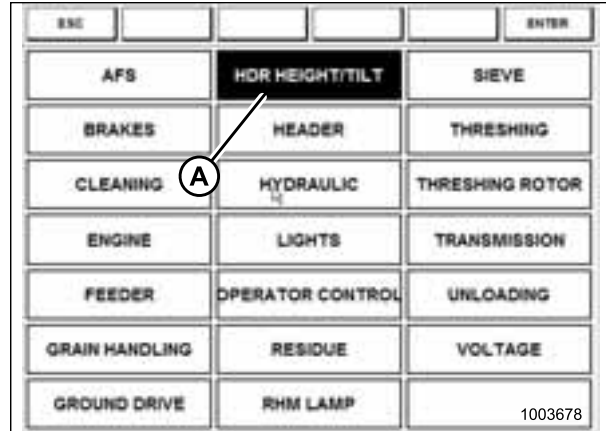 ESC ENTER
AFS HDR HEIGHT/TILT SIEVE
BRAKES HEADER THRESHING
CLEANING A HYDRAULIC THRESHING ROTOR
ENGINE LIGHTS TRANSMISSION
FEEDER OPERATOR CONTROL UNLOADING
GRAIN HANDLING RESIDUE VOLTAGE
GROUND DRIVE RHM LAMP 1003678